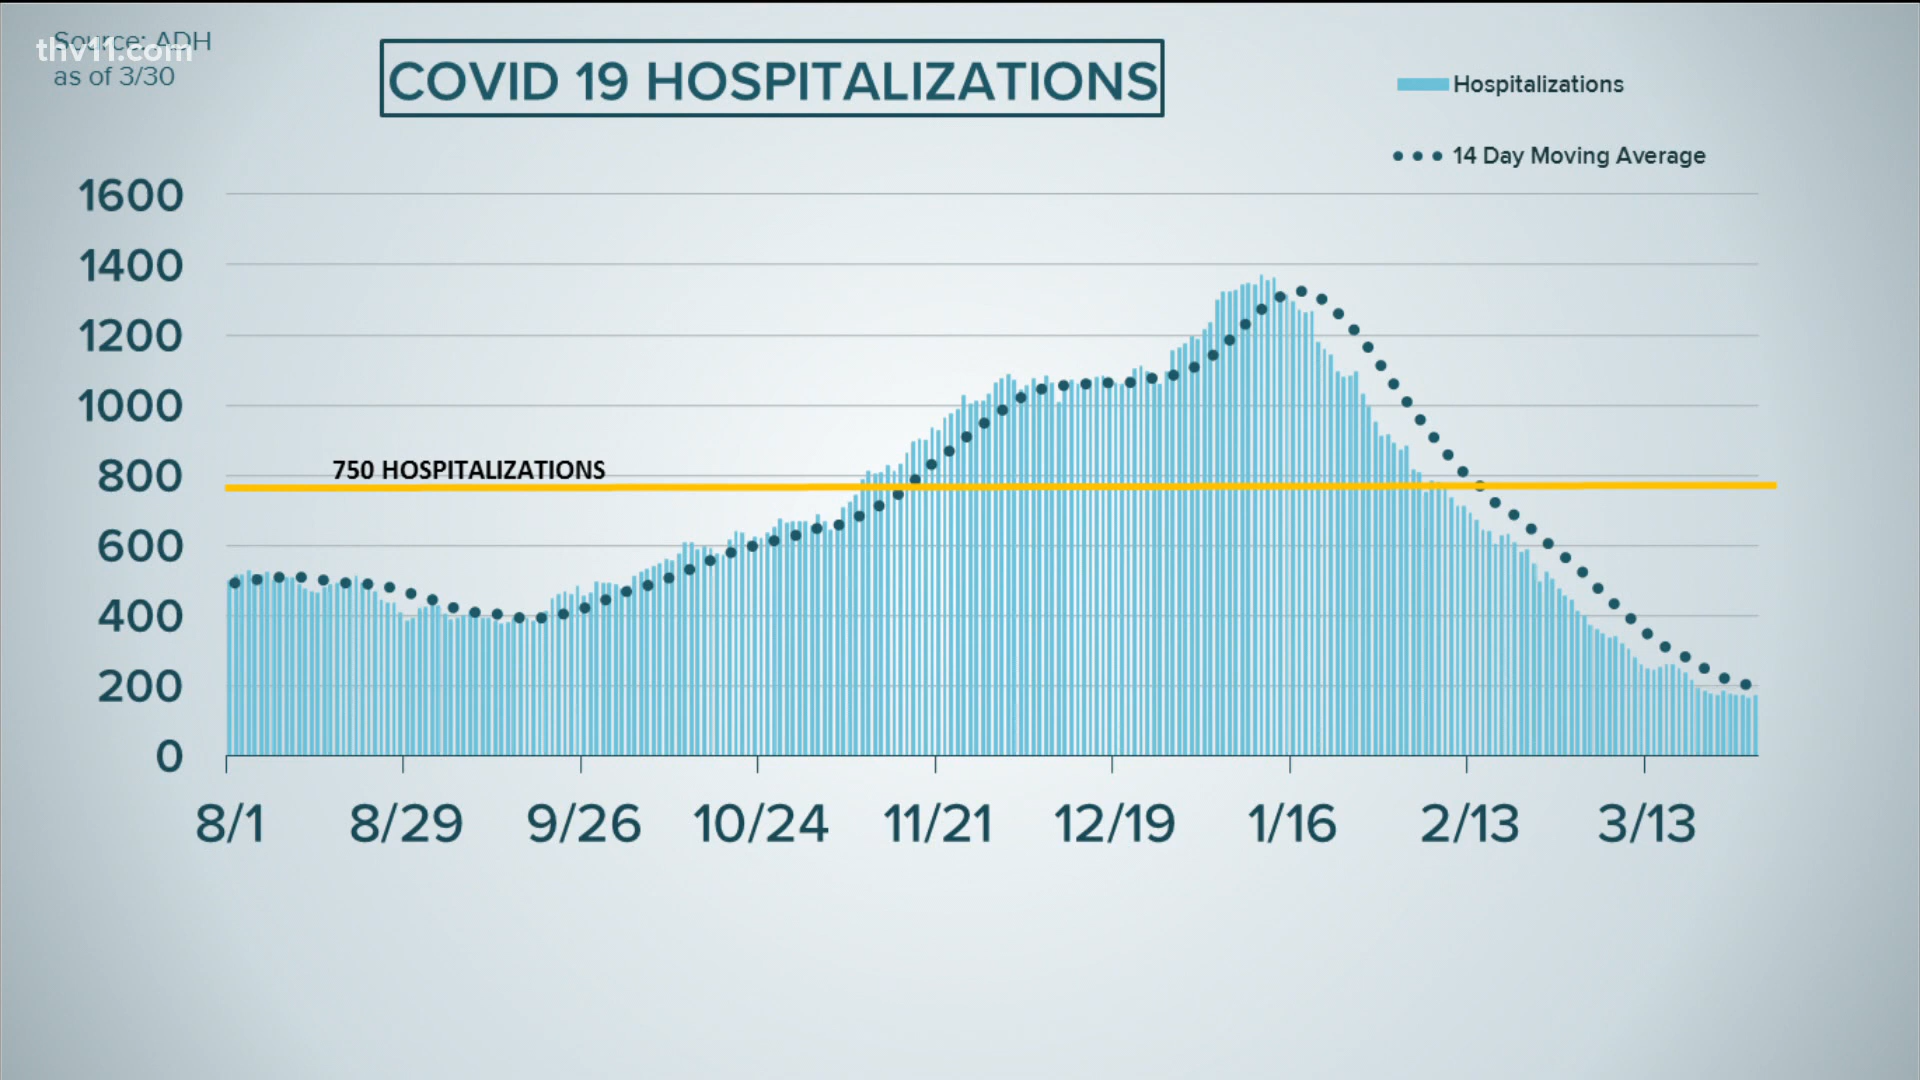 Source: ADH
thv11.com
as of 3/30
COVID 19 HOSPITALIZATIONS
Hospitalizations
14 Day Moving Average
1600
1400
1200
1000
800
600
400
200
0
750 HOSPITALIZATIONS
8/1 8/29 9/26 10/24 11/21 12/19 1/16 2/13 3/13